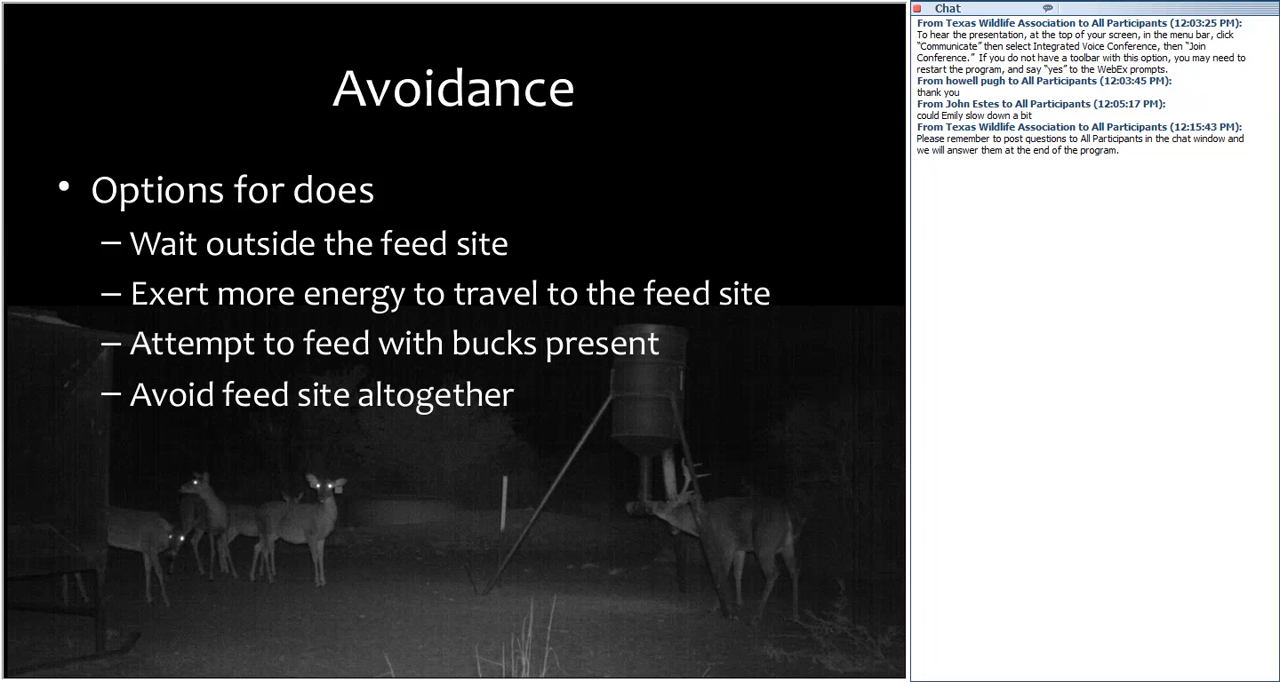 Avoidance
• Options for does
– Wait outside the feed site
– Exert more energy to travel to the feed site
– Attempt to feed with bucks present
– Avoid feed site altogether
Chat
From Texas Wildlife Association to All Participants (12:03:25 PM):
To hear the presentation, at the top of your screen, in the menu bar, click
"Communicate" then select Integrated Voice Conference, then "Join
Conference." If you do not have a toolbar with this option, you may need to
restart the program, and say "yes" to the WebEx prompts.
From howell pugh to All Participants (12:03:45 PM):
thank you
From John Estes to All Participants (12:05:17 PM):
could Emily slow down a bit
From Texas Wildlife Association to All Participants (12:15:43 PM):
Please remember to post questions to All Participants in the chat window and
we will answer them at the end of the program.